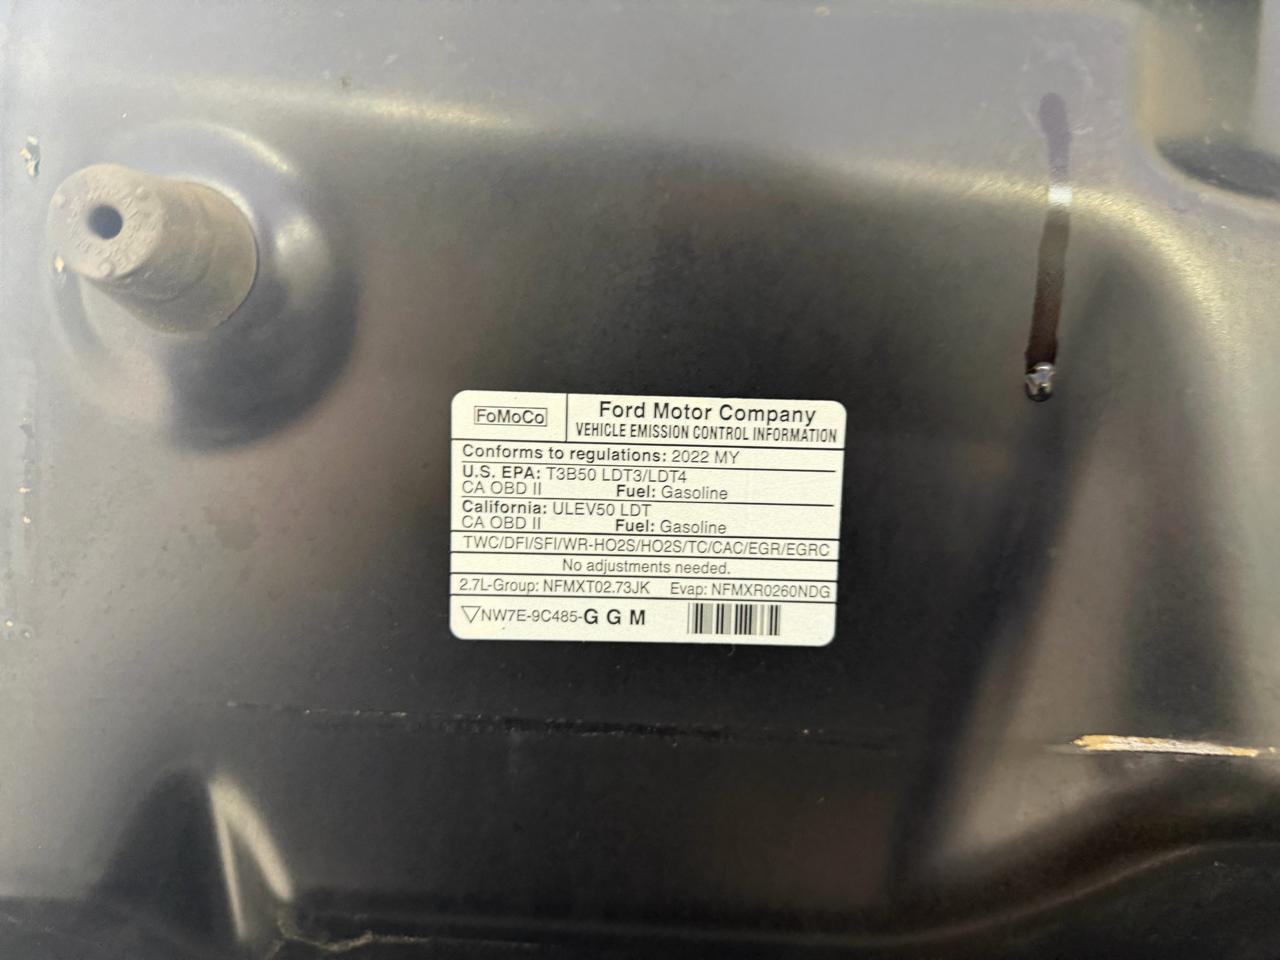 FoMoCo
Ford Motor Company
VEHICLE EMISSION CONTROL INFORMATION
Conforms to regulations: 2022 MY
U.S. EPA: T3B50 LDT3/LDT4
CA OBD II Fuel: Gasoline
California: ULEV50 LDT
CA OBD II Fuel: Gasoline
TWC/DFI/SFI/WR-HO2S/HO2S/TC/CAC/EGR/EGRC
No adjustments needed.
2.7L-Group: NFMXT02.73JK Evap: NFMXR0260NDG
NW7E-9C485-G G M